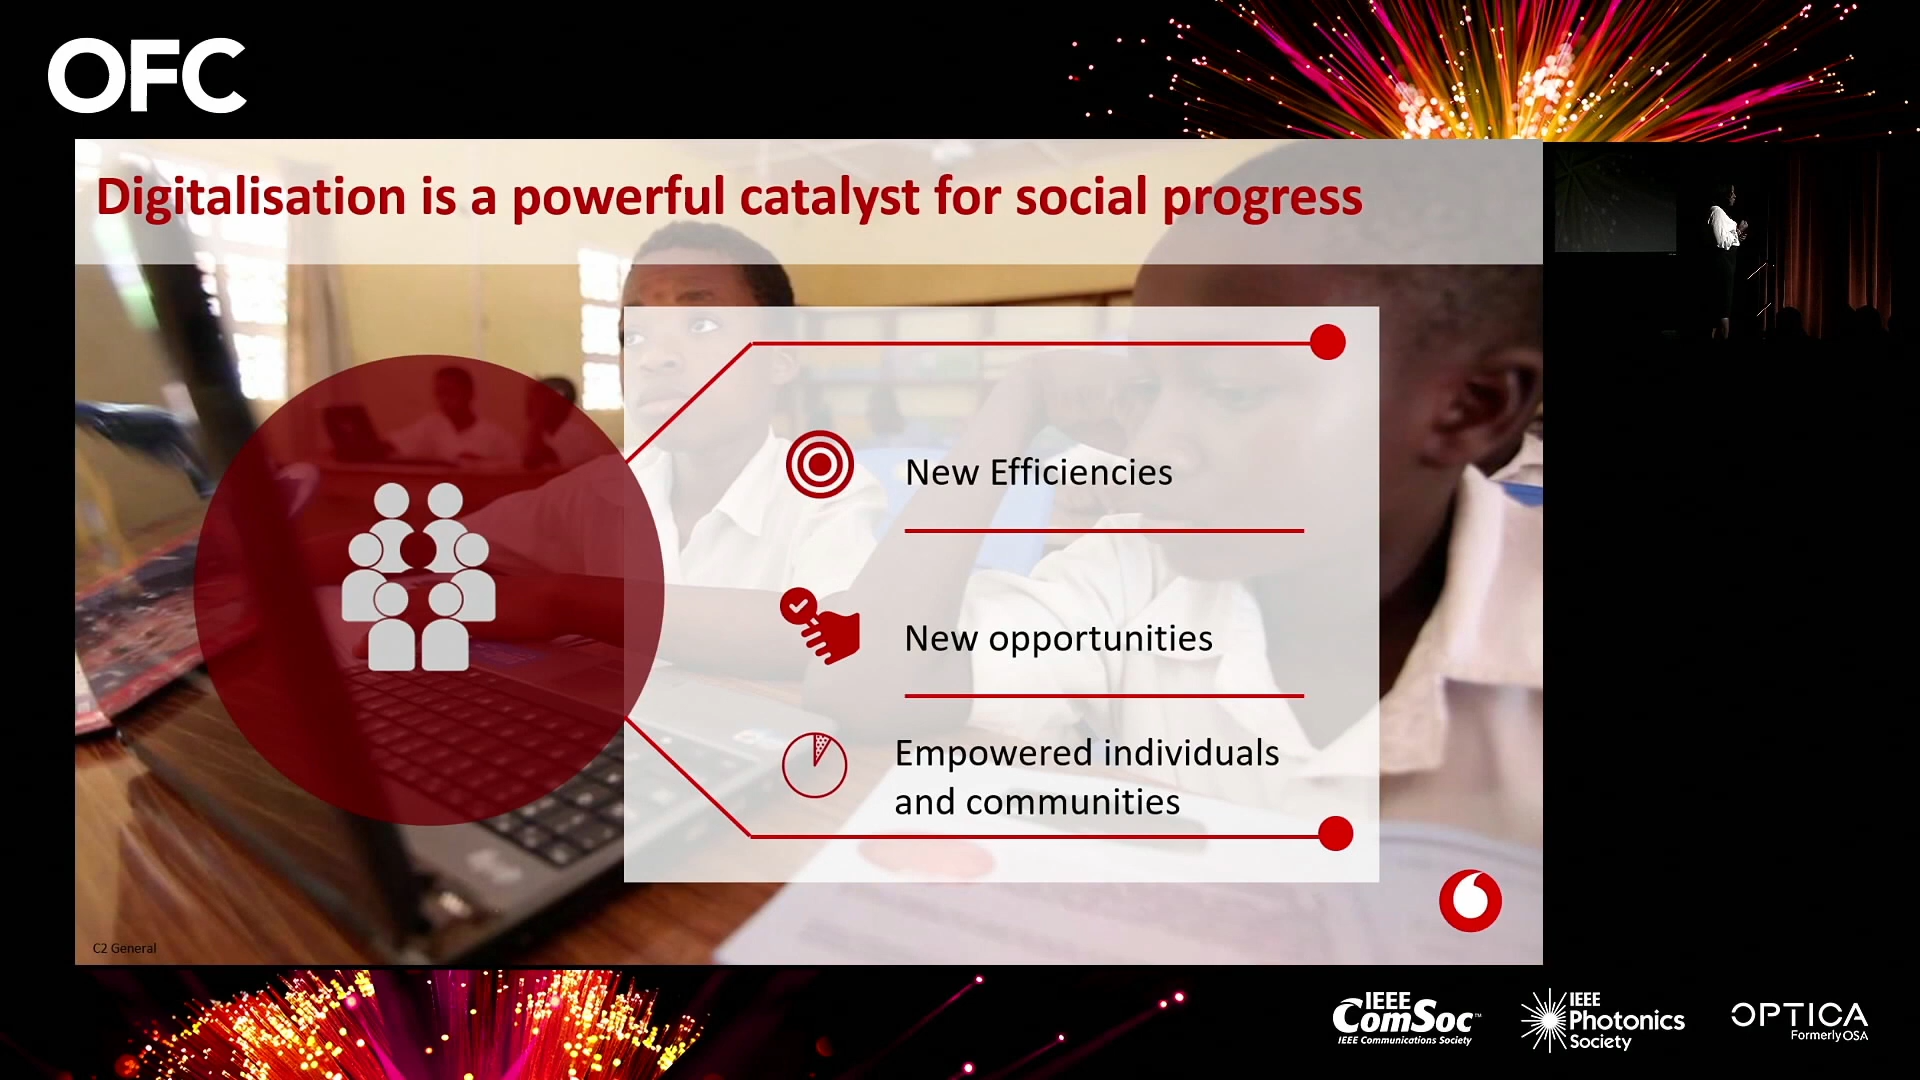 OFC
Digitalisation is a powerful catalyst for social progress
New Efficiencies
New opportunities
Empowered individuals
and communities
C2 General
IEEE
ComSoc™
IEEE Communications Society
IEEE
Photonics
Society
OPTICA
Formerly OSA